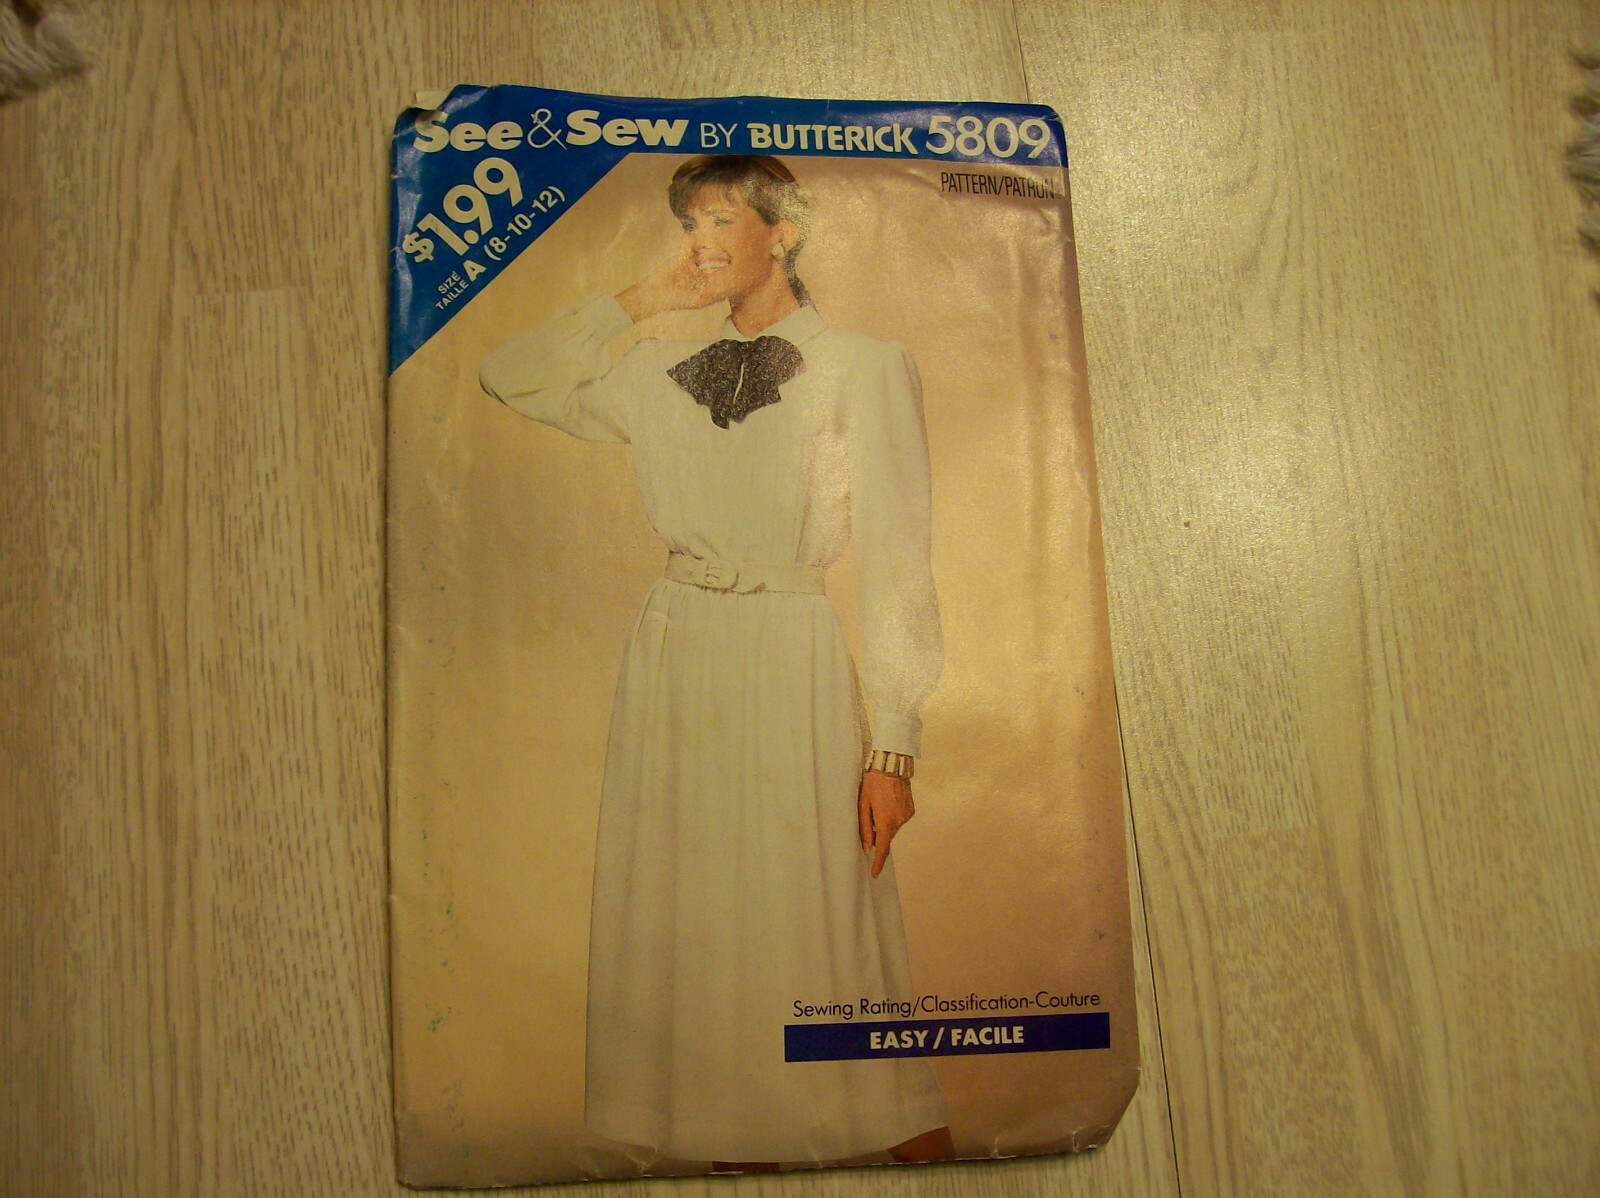 See & Sew BY BUTTERICK 5809
PATTERN/PATRON
$1.99
SIZE
TAILLE A (8-10-12)
Sewing Rating/Classification-Couture
EASY / FACILE